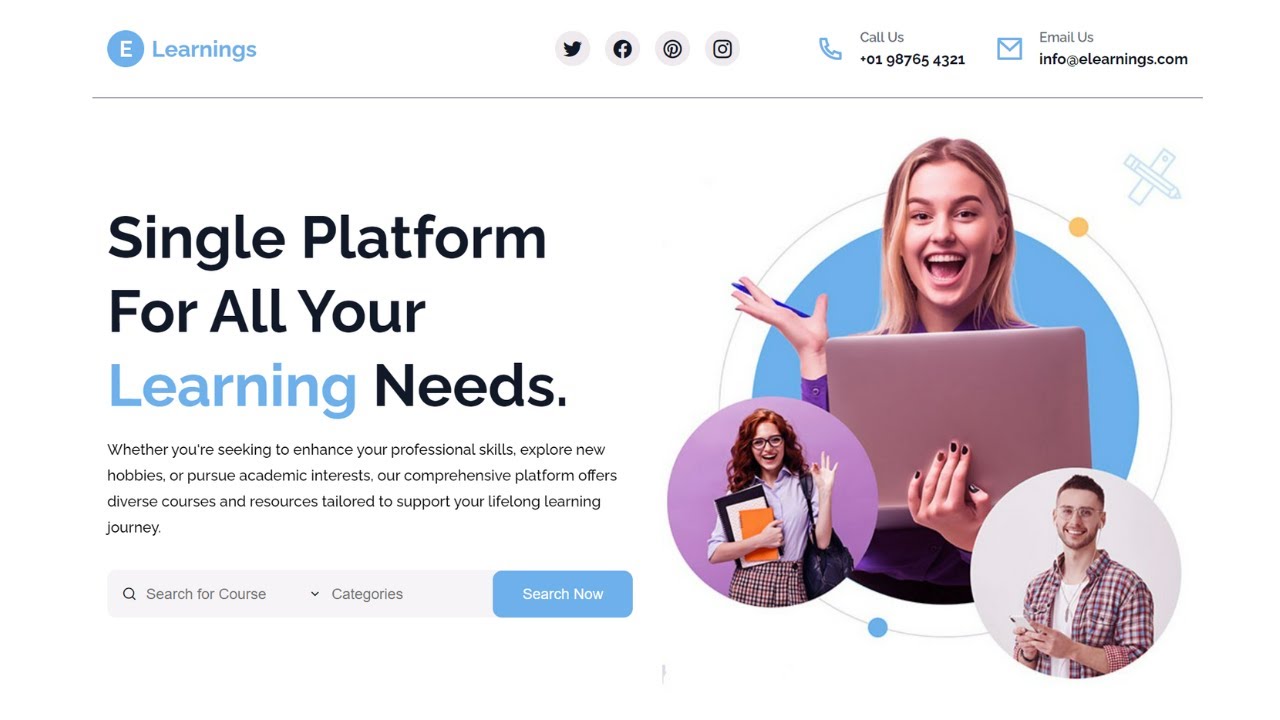 E Learnings
Call Us
+01 98765 4321
Email Us
info@elearnings.com
Single Platform
For All Your
Learning Needs.
Whether you're seeking to enhance your professional skills, explore new
hobbies, or pursue academic interests, our comprehensive platform offers
diverse courses and resources tailored to support your lifelong learning
journey.
Search for Course
Categories
Search Now